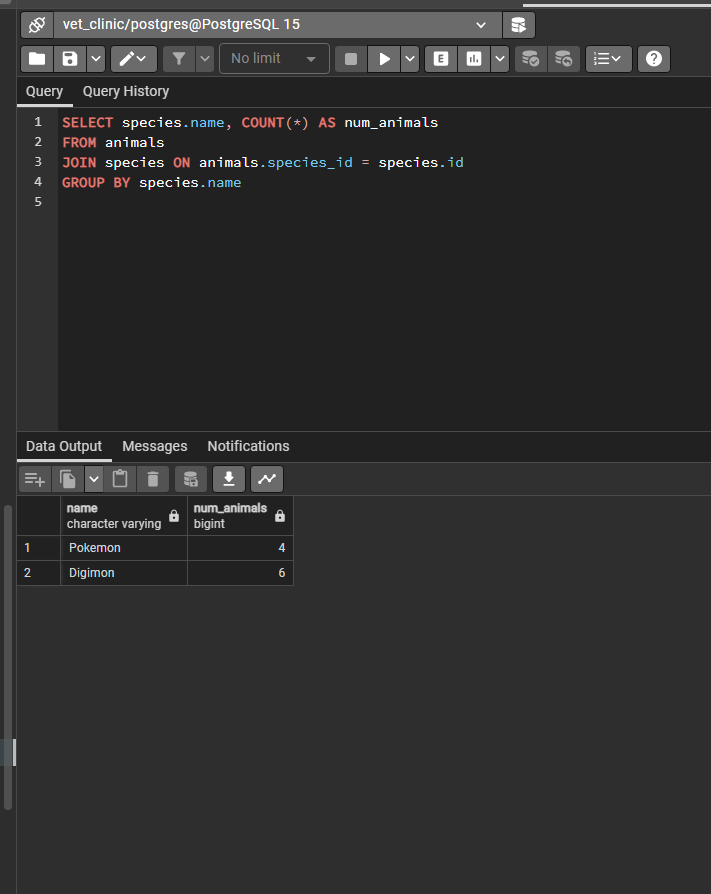 vet_clinic/postgres@PostgreSQL 15
No limit
E
Query Query History
1 SELECT species.name, COUNT(*) AS num_animals
2 FROM animals
3 JOIN species ON animals.species_id = species.id
4 GROUP BY species.name
5
Data Output Messages Notifications
name num_animals
character varying bigint
1 Pokemon 4
2 Digimon 6